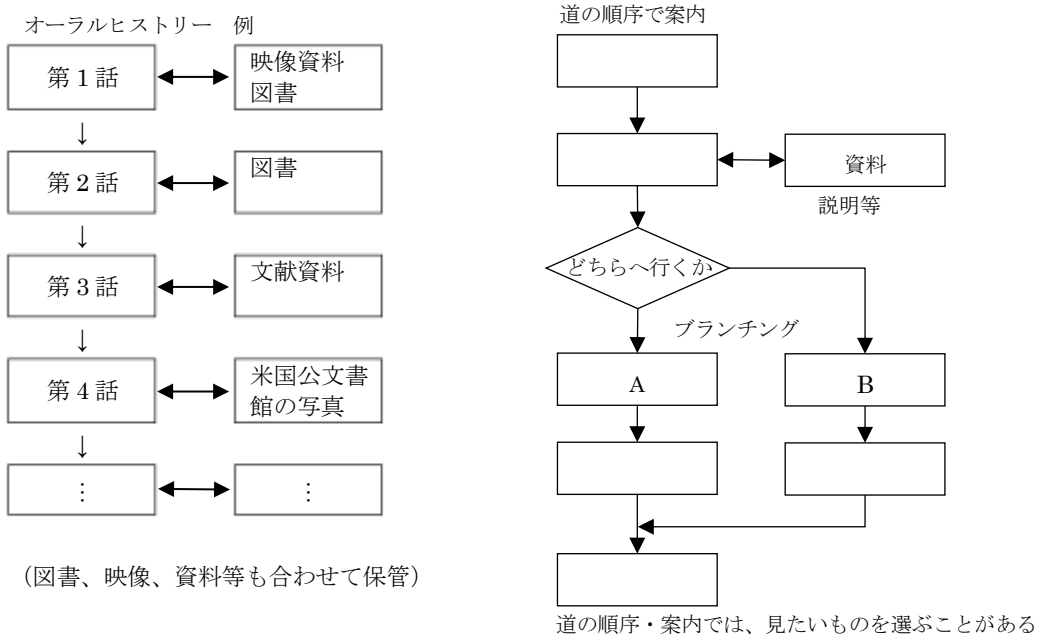 オーラルヒストリー 例
第1話
映像資料
図書
↓
第2話
図書
↓
第3話
文献資料
↓
第4話
米国公文書
館の写真
↓
⋮
⋮
(図書、映像、資料等も合わせて保管)
道の順序で案内
資料
説明等
どちらへ行くか
ブランチング
A
B
道の順序・案内では、見たいものを選ぶことがある